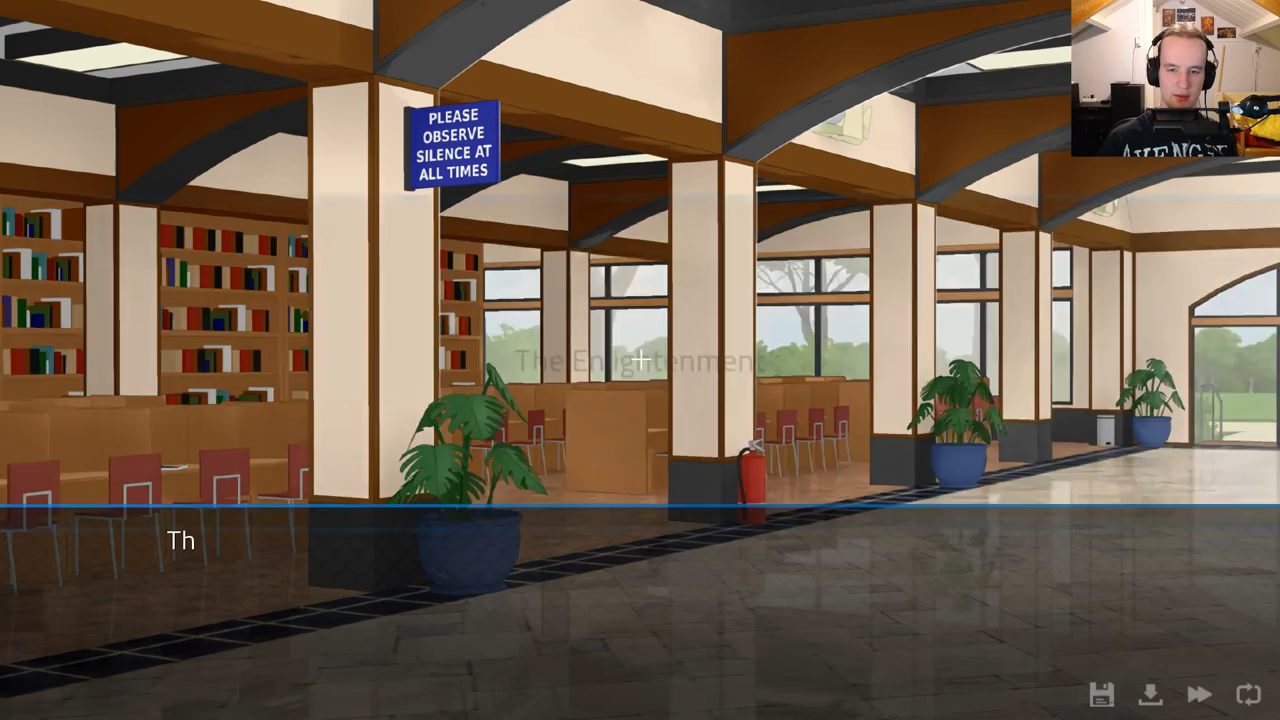 PLEASE
OBSERVE
SILENCE AT
ALL TIMES
The Enlightenment
Th